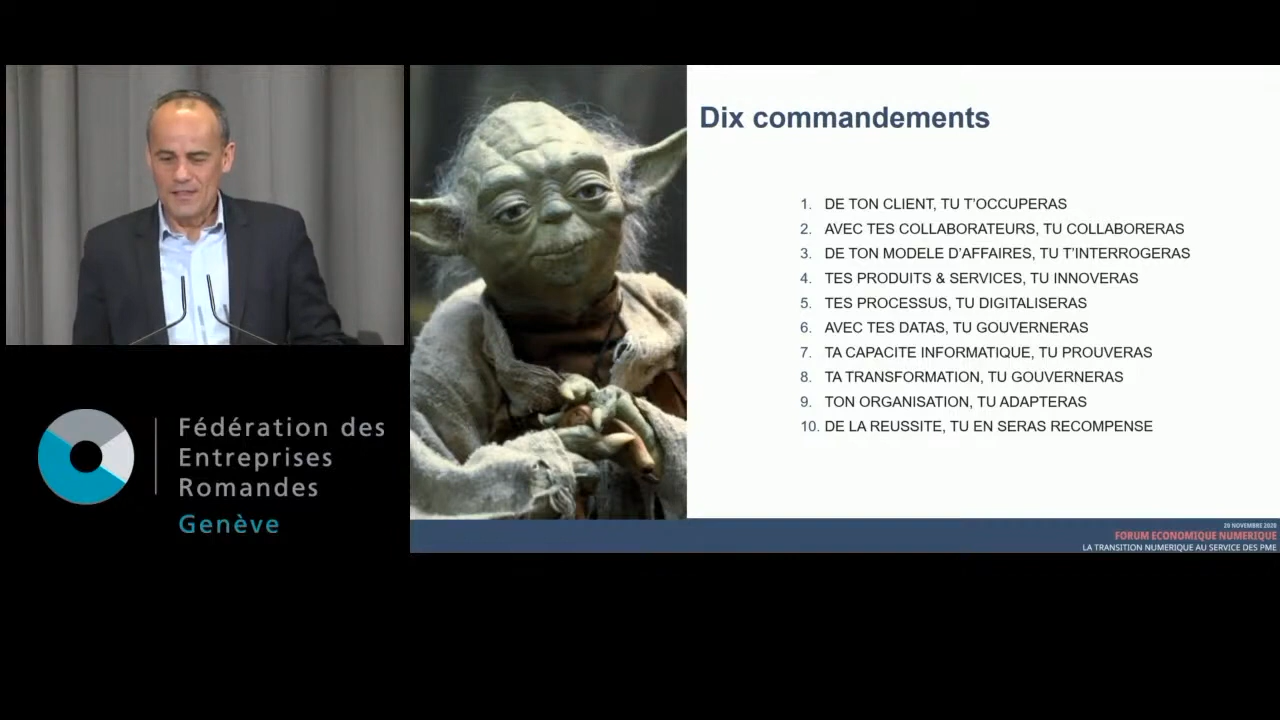 Fédération des
Entreprises
Romandes
Genève
Dix commandements
1. DE TON CLIENT, TU T'OCCUPERAS
2. AVEC TES COLLABORATEURS, TU COLLABORERAS
3. DE TON MODELE D'AFFAIRES, TU T'INTERROGERAS
4. TES PRODUITS & SERVICES, TU INNOVERAS
5. TES PROCESSUS, TU DIGITALISERAS
6. AVEC TES DATAS, TU GOUVERNERAS
7. TA CAPACITE INFORMATIQUE, TU PROUVERAS
8. TA TRANSFORMATION, TU GOUVERNERAS
9. TON ORGANISATION, TU ADAPTERAS
10. DE LA REUSSITE, TU EN SERAS RECOMPENSE
20 NOVEMBRE 2020
FORUM ECONOMIQUE NUMERIQUE
LA TRANSITION NUMERIQUE AU SERVICE DES PME